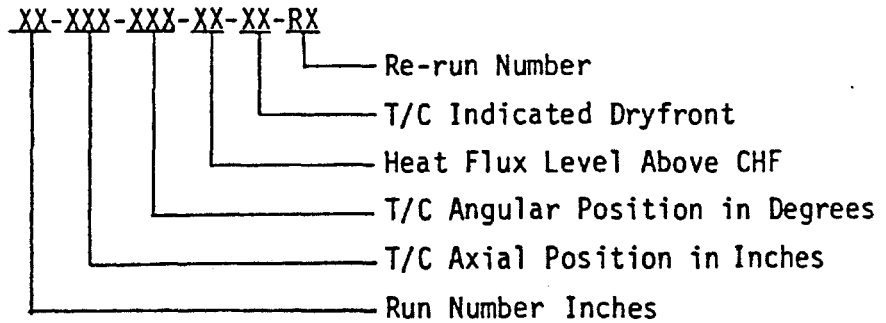 XX-XXX-XXX-XX-XX-RX
Re-run Number
T/C Indicated Dryfront
Heat Flux Level Above CHF
T/C Angular Position in Degrees
T/C Axial Position in Inches
Run Number Inches